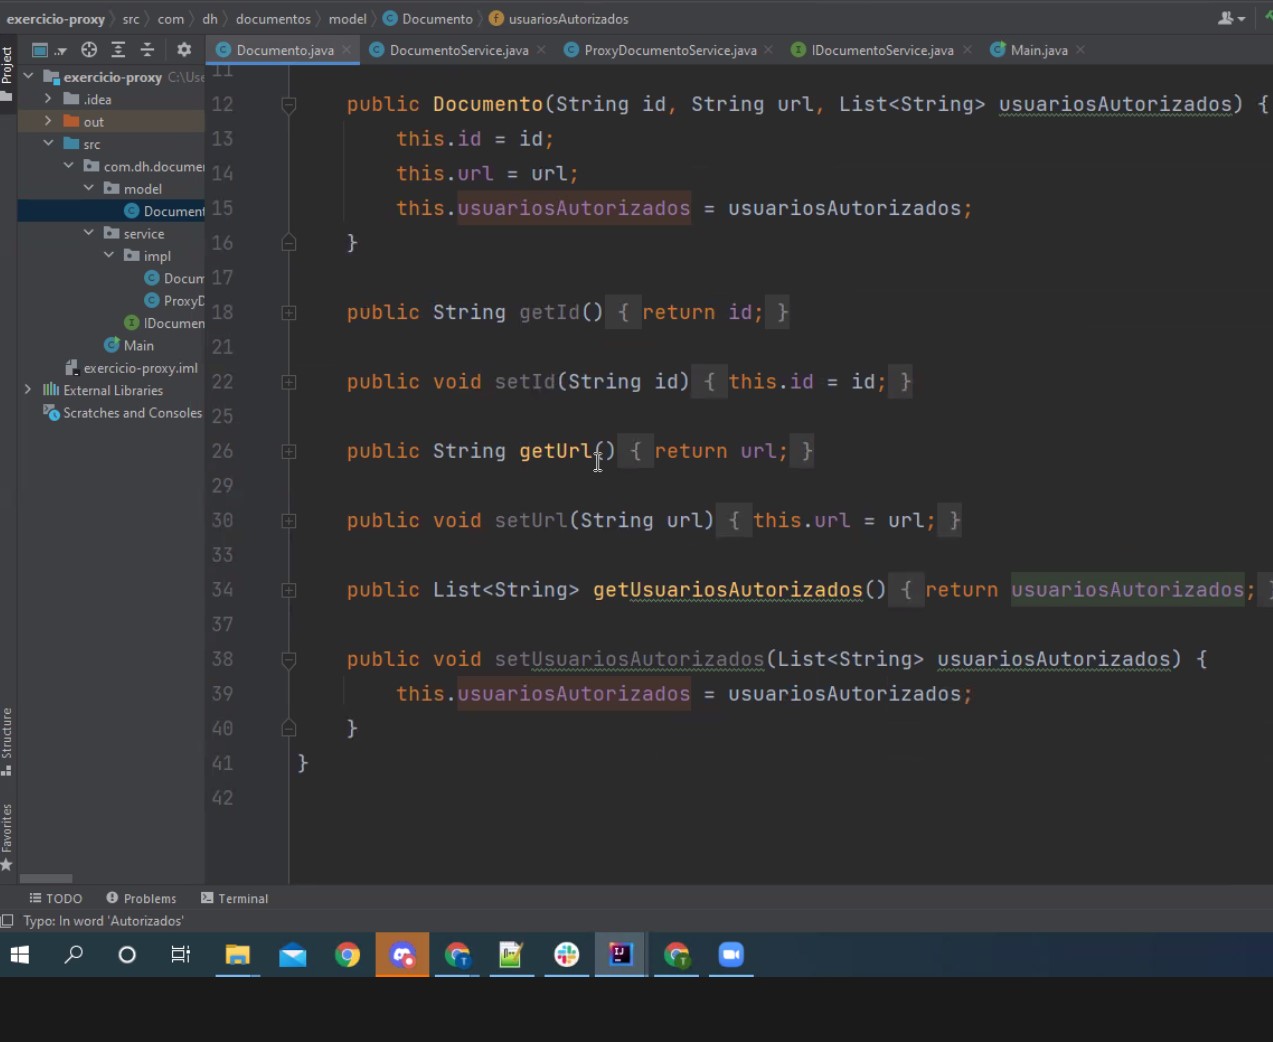 exercicio-proxy src com dh documentos model Documento usuariosAutorizados
Project
Documento.java DocumentoService.java ProxyDocumentoService.java IDocumentoService.java Main.java
exercicio-proxy C:\Use
.idea
out
src
com.dh.documen
model
Document
service
impl
Docum
ProxyD
IDocumen
Main
exercicio-proxy.iml
External Libraries
Scratches and Consoles
11
12 public Documento(String id, String url, List<String> usuariosAutorizados) {
13 this.id = id;
14 this.url = url;
15 this.usuariosAutorizados = usuariosAutorizados;
16 }
17
18 public String getId() { return id; }
21
22 public void setId(String id) { this.id = id; }
25
26 public String getUrl() { return url; }
29
30 public void setUrl(String url) { this.url = url; }
33
34 public List<String> getUsuariosAutorizados() { return usuariosAutorizados; }
37
38 public void setUsuariosAutorizados(List<String> usuariosAutorizados) {
39 this.usuariosAutorizados = usuariosAutorizados;
40 }
41 }
42
Structure
Favorites
TODO Problems Terminal
Typo: In word 'Autorizados'